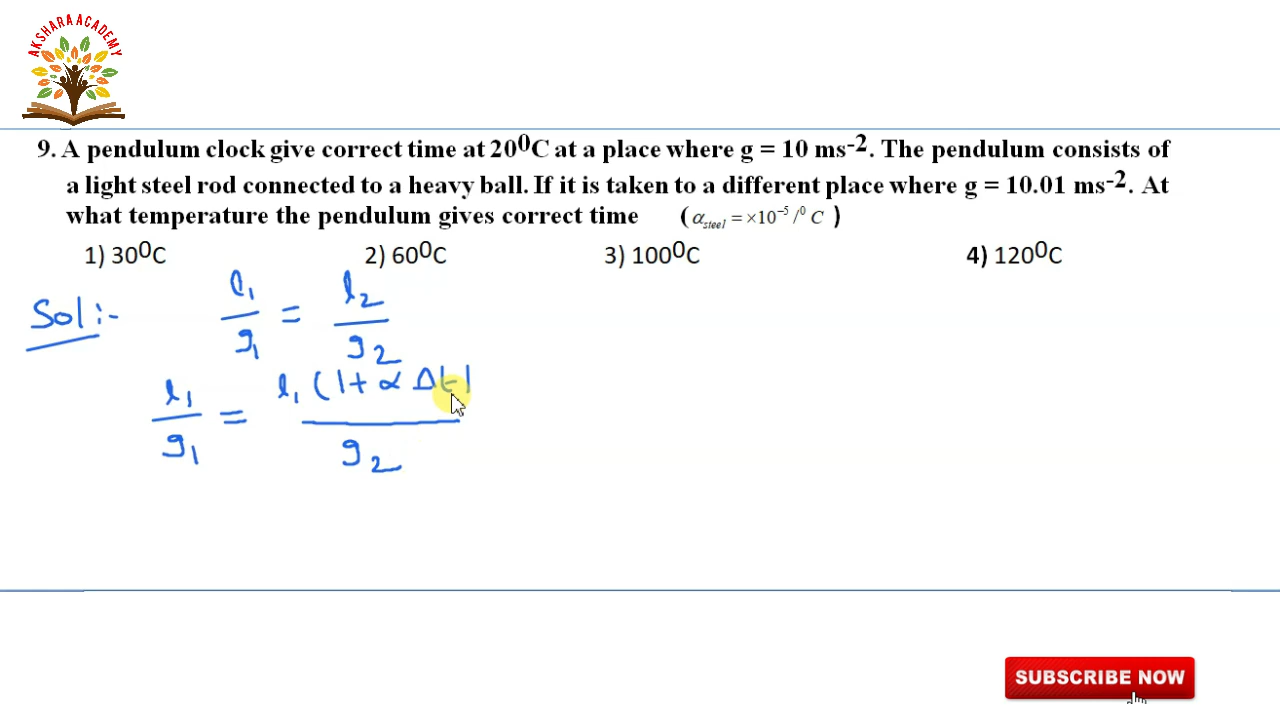 AKSHARA ACADEMY
9. A pendulum clock give correct time at 20⁰C at a place where g = 10 ms⁻². The pendulum consists of
a light steel rod connected to a heavy ball. If it is taken to a different place where g = 10.01 ms⁻². At
what temperature the pendulum gives correct time (α_steel = ×10⁻⁵ /⁰ C )
1) 30⁰C 2) 60⁰C 3) 100⁰C 4) 120⁰C
Sol:- l₁/g₁ = l₂/g₂
l₁/g₁ = l₁ (1 + α Δt)/g₂
SUBSCRIBE NOW